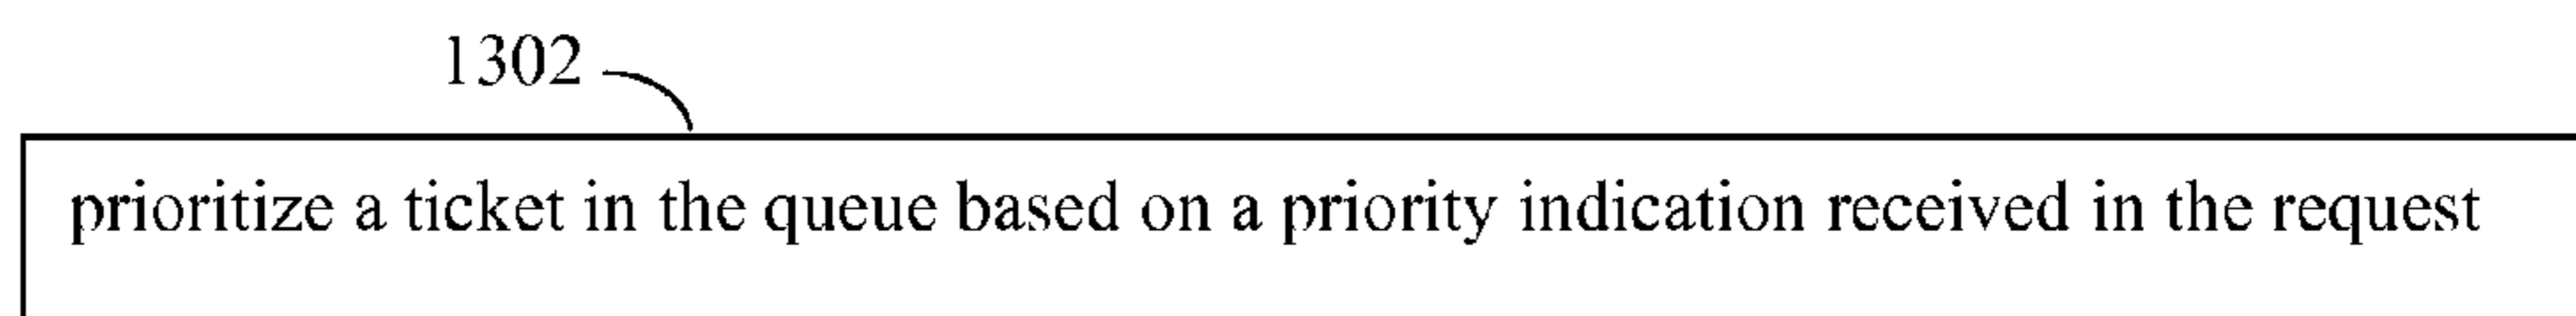 1302
prioritize a ticket in the queue based on a priority indication received in the request